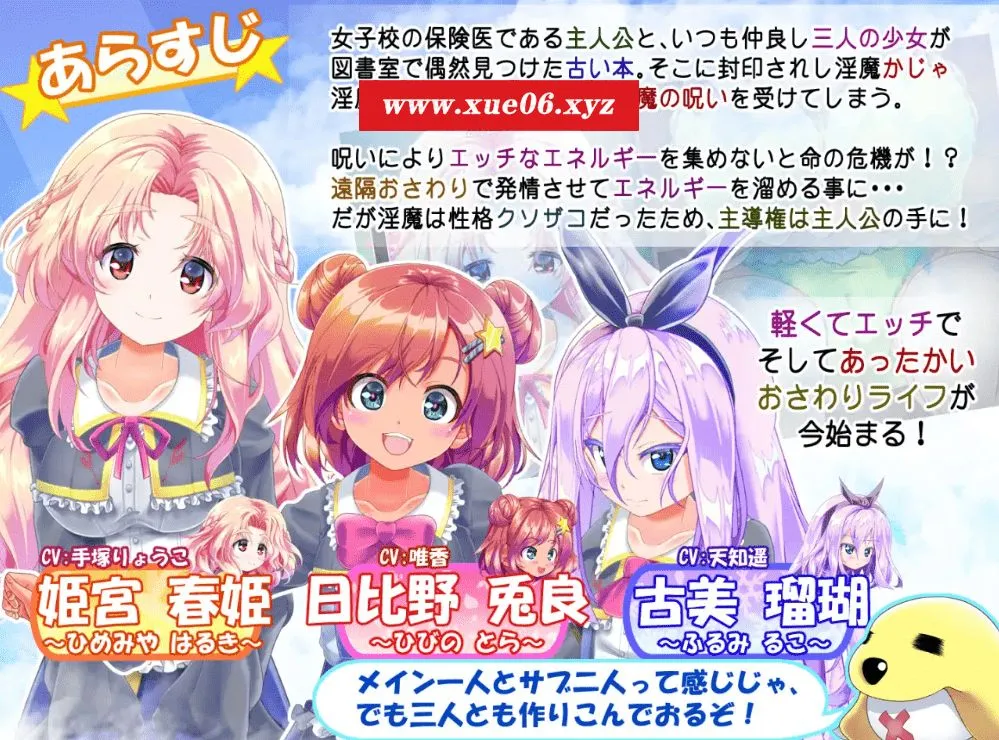 あらすじ
女子校の保険医である主人公と、いつも仲良し三人の少女が
図書室で偶然見つけた古い本。そこに封印されし淫魔かじゃ
淫魔の呪いを受けてしまう。
www.xue06.xyz
呪いによりエッチなエネルギーを集めないと命の危機が！？
遠隔おさわりで発情させてエネルギーを溜める事に・・・
だが淫魔は性格クソザコだったため、主導権は主人公の手に！
軽くてエッチで
そしてあったかい
おさわりライフが
今始まる！
CV:手塚りょうこ
姫宮 春姫
～ひめみや はるき～
CV:唯香
日比野 兎良
～ひびの とら～
CV:天知遥
古美 瑠瑚
～ふるみ るこ～
メイン一人とサブ二人って感じじゃ、
でも三人とも作りこんでおるぞ！